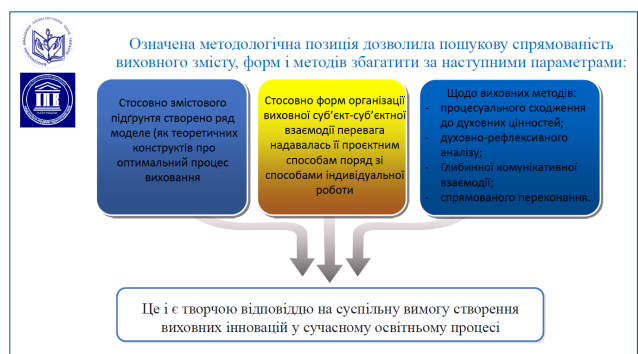 Означена методологічна позиція дозволила пошукову спрямованість
виховного змісту, форм і методів збагатити за наступними параметрами:
Стосовно змістового
підґрунтя створено ряд
моделе (як теоретичних
конструктів про
оптимальний процес
виховання
Стосовно форм організації
виховної суб’єкт-суб’єктної
взаємодії перевага
надавалась її проєктним
способам поряд зі
способами індивідуальної
роботи
Щодо виховних методів:
- процесуального сходження
до духовних цінностей;
- духовно-рефлексивного
аналізу;
- Глибинної комунікативної
взаємодії;
- спрямованого переконання.
Це і є творчою відповіддю на суспільну вимогу створення
виховних інновацій у сучасному освітньому процесі